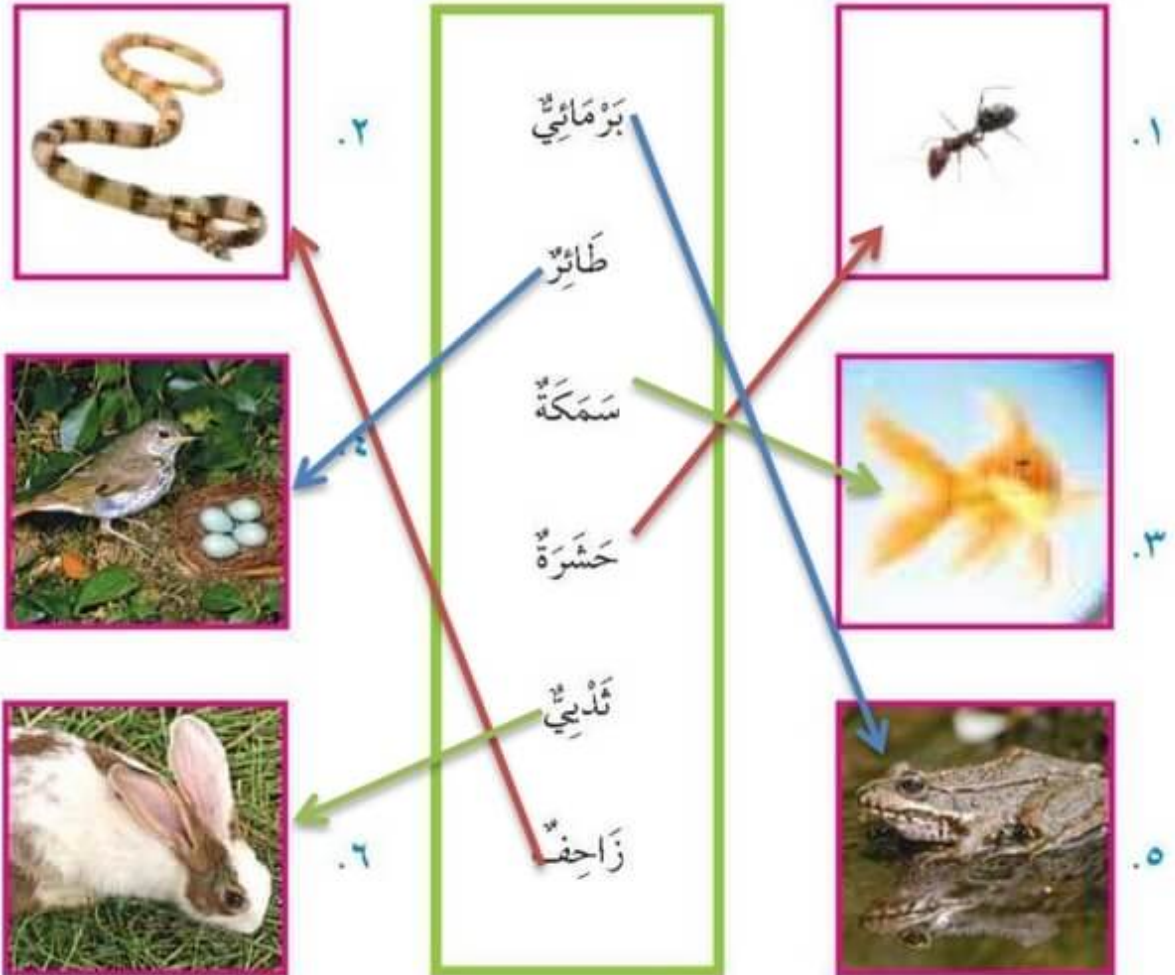 .١
بَرْمَائِيٌّ
.٢
طَائِرٌ
سَمَكَةٌ
.٤
.٣
حَشَرَةٌ
ثَدْيِيٌّ
زَاحِفٌ
.٥
.٦